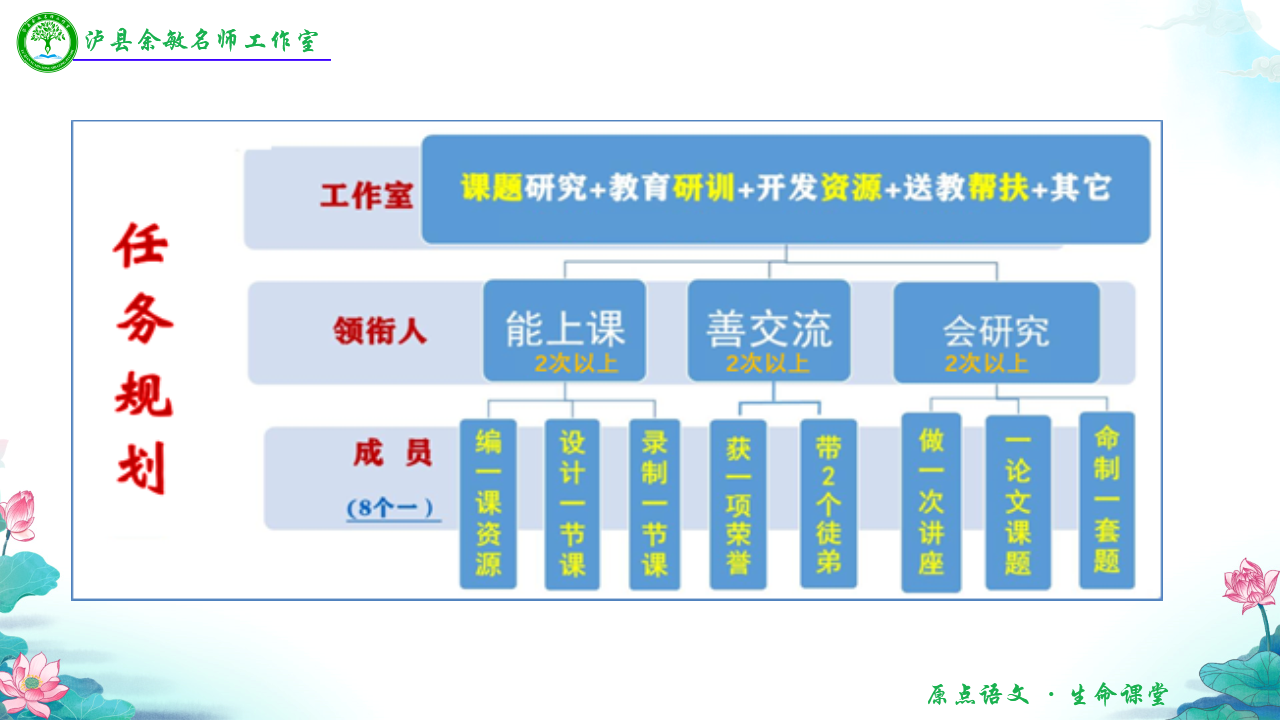 泸县余敏名师工作室
任务规划
工作室
课题研究+教育研训+开发资源+送教帮扶+其它
领衔人
能上课
2次以上
善交流
2次以上
会研究
2次以上
成 员
(8个一)
编一课资源
设计一节课
录制一节课
获一项荣誉
带2个徒弟
做一次讲座
一论文课题
命制一套题
原点语文 · 生命课堂